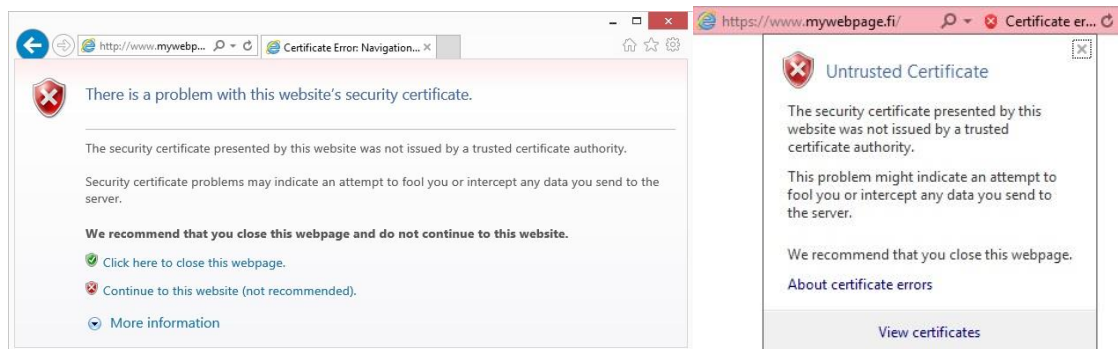 http://www.mywebp...
Certificate Error: Navigation...
There is a problem with this website's security certificate.
The security certificate presented by this website was not issued by a trusted certificate authority.
Security certificate problems may indicate an attempt to fool you or intercept any data you send to the
server.
We recommend that you close this webpage and do not continue to this website.
Click here to close this webpage.
Continue to this website (not recommended).
More information
https://www.mywebpage.fi/
Certificate er...
Untrusted Certificate
The security certificate presented by this
website was not issued by a trusted
certificate authority.
This problem might indicate an attempt to
fool you or intercept any data you send to
the server.
We recommend that you close this webpage.
About certificate errors
View certificates